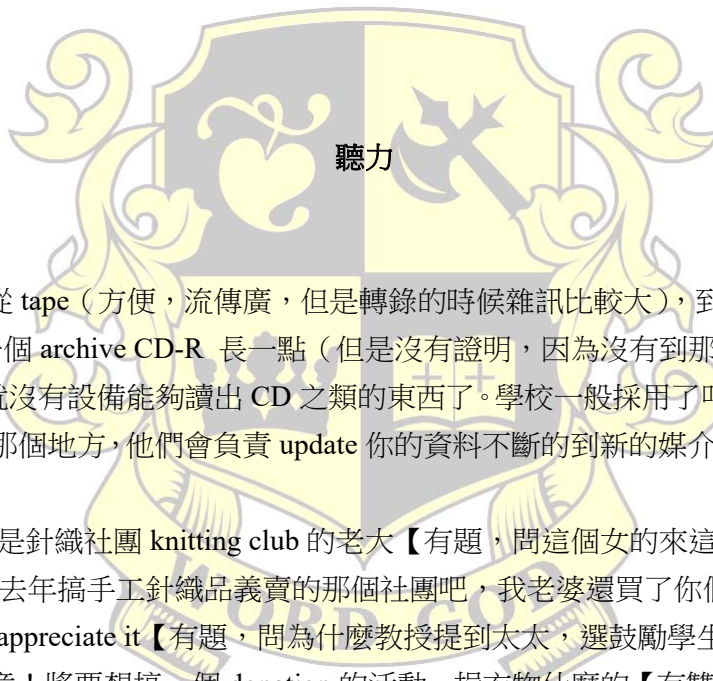 聽力
從 tape（方便，流傳廣，但是轉錄的時候雜訊比較大），到
個 archive CD-R 長一點（但是沒有證明，因為沒有到那
就沒有設備能夠讀出 CD 之類的東西了。學校一般採用了
那個地方，他們會負責 update 你的資料不斷的到新的媒介
是針織社團 knitting club 的老大【有題，問這個女的來這
去年搞手工針織品義賣的那個社團吧，我老婆還買了你
appreciate it【有題，問為什麼教授提到太太，選鼓勵學生
WORD GOD